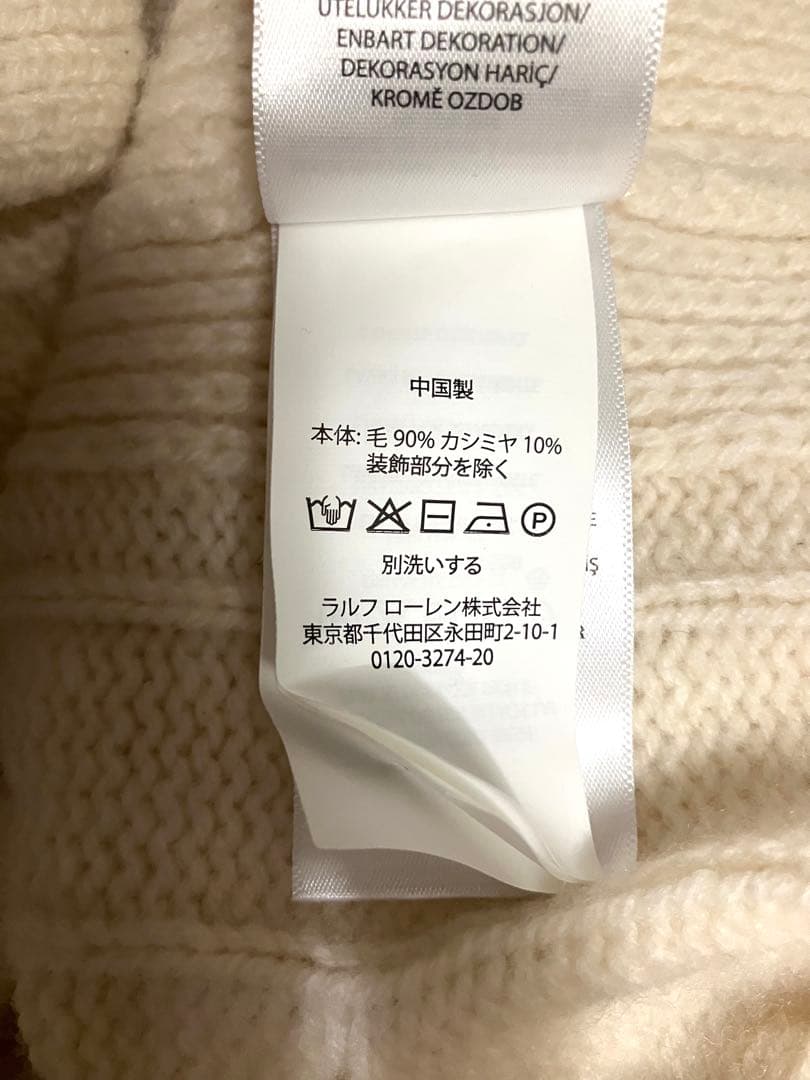 UTELUKKER DEKORASJON/
ENBART DEKORATION/
DEKORASYON HARİÇ/
KROMĚ OZDOB
中国製
本体: 毛 90% カシミヤ 10%
装飾部分を除く
P
別洗いする
ラルフ ローレン株式会社
東京都千代田区永田町2-10-1
0120-3274-20